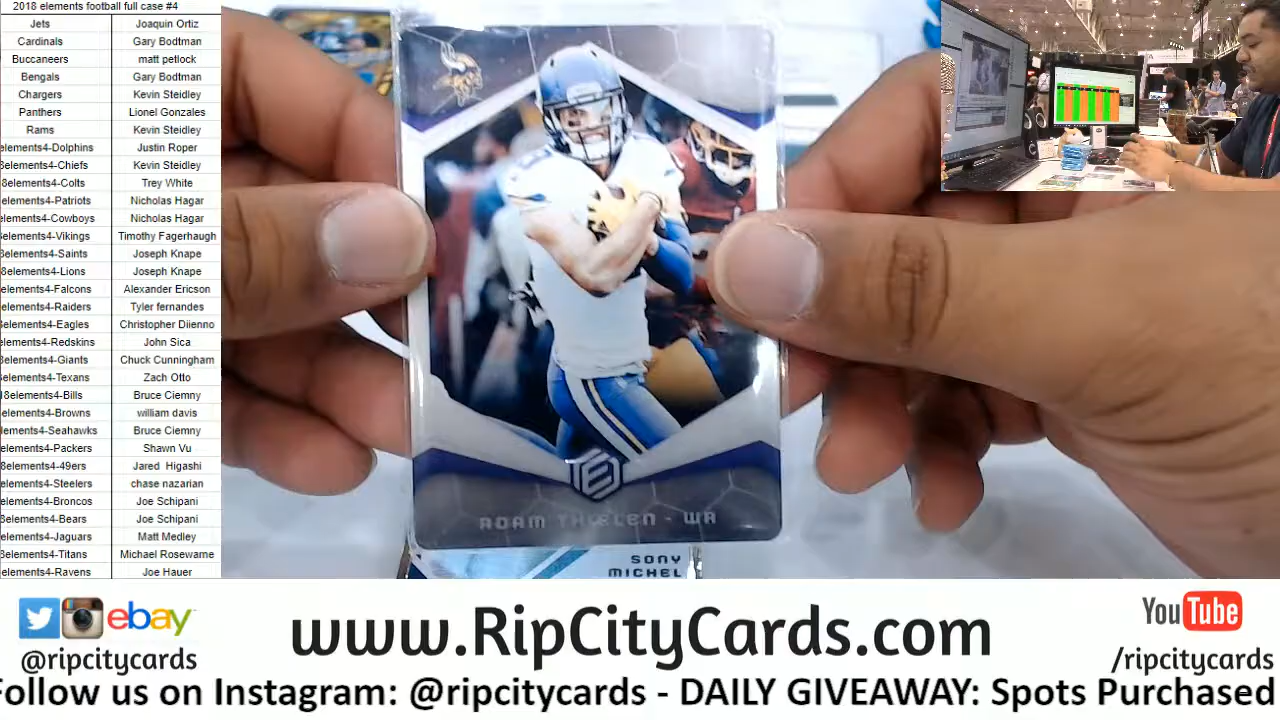 2018 elements football full case #4
Jets Joaquin Ortiz
Cardinals Gary Bodtman
Buccaneers matt petlock
Bengals Gary Bodtman
Chargers Kevin Steidley
Panthers Lionel Gonzales
Rams Kevin Steidley
elements4-Dolphins Justin Roper
8elements4-Chiefs Kevin Steidley
8elements4-Colts Trey White
elements4-Patriots Nicholas Hagar
elements4-Cowboys Nicholas Hagar
elements4-Vikings Timothy Fagerhaugh
elements4-Saints Joseph Knape
8elements4-Lions Joseph Knape
elements4-Falcons Alexander Ericson
elements4-Raiders Tyler fernandes
elements4-Eagles Christopher Diienno
elements4-Redskins John Sica
elements4-Giants Chuck Cunningham
elements4-Texans Zach Otto
18elements4-Bills Bruce Ciemny
elements4-Browns william davis
elements4-Seahawks Bruce Ciemny
elements4-Packers Shawn Vu
8elements4-49ers Jared Higashi
elements4-Steelers chase nazarian
elements4-Broncos Joe Schipani
8elements4-Bears Joe Schipani
elements4-Jaguars Matt Medley
8elements4-Titans Michael Rosewarne
elements4-Ravens Joe Hauer
ADAM THIELEN - WR
SONY
MICHEL
ebay
@ripcitycards
www.RipCityCards.com
YouTube
/ripcitycards
Follow us on Instagram: @ripcitycards - DAILY GIVEAWAY: Spots Purchased